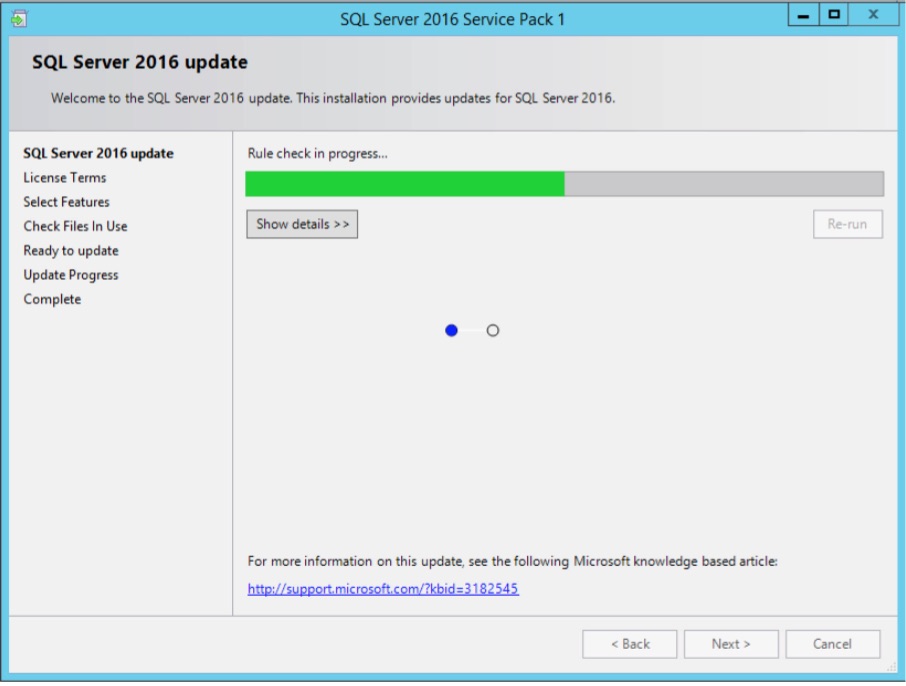 SQL Server 2016 Service Pack 1
SQL Server 2016 update
Welcome to the SQL Server 2016 update. This installation provides updates for SQL Server 2016.
SQL Server 2016 update
License Terms
Select Features
Check Files In Use
Ready to update
Update Progress
Complete
Rule check in progress...
Show details >>
Re-run
For more information on this update, see the following Microsoft knowledge based article:
http://support.microsoft.com/?kbid=3182545
< Back
Next >
Cancel